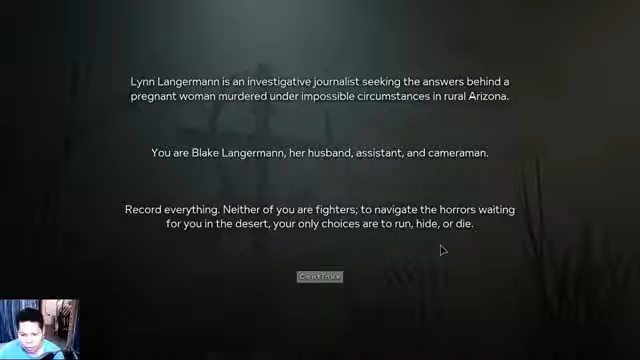 Lynn Langermann is an investigative journalist seeking the answers behind a
pregnant woman murdered under impossible circumstances in rural Arizona.
You are Blake Langermann, her husband, assistant, and cameraman.
Record everything. Neither of you are fighters; to navigate the horrors waiting
for you in the desert, your only choices are to run, hide, or die.
Continue